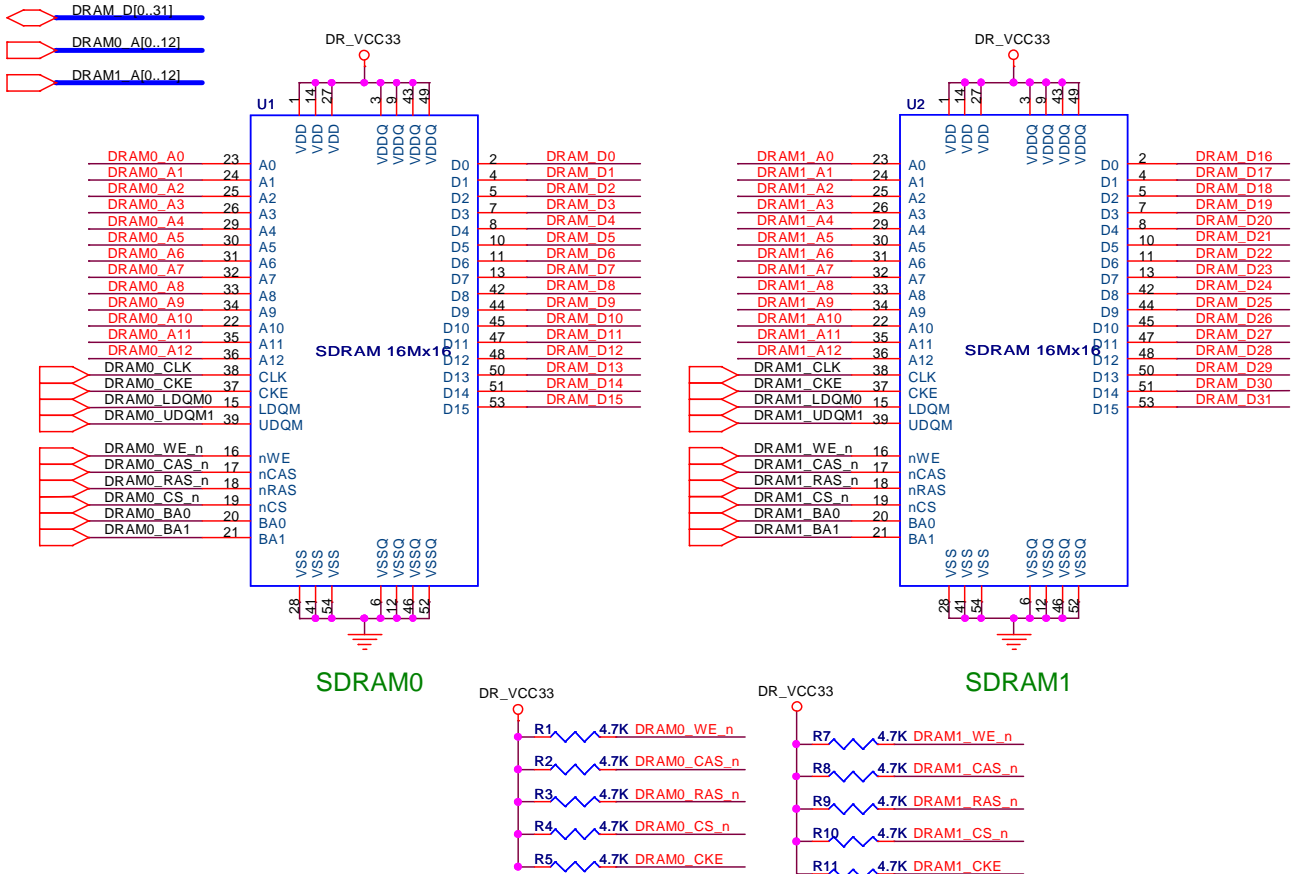 DRAM_D[0..31]
DRAM0_A[0..12]
DRAM1_A[0..12]
DR_VCC33
U1
1 14 27 3 9 43 49
VDD VDD VDD VDDQ VDDQ VDDQ VDDQ
DRAM0_A0 23 A0 D0 2 DRAM_D0
DRAM0_A1 24 A1 D1 4 DRAM_D1
DRAM0_A2 25 A2 D2 5 DRAM_D2
DRAM0_A3 26 A3 D3 7 DRAM_D3
DRAM0_A4 29 A4 D4 8 DRAM_D4
DRAM0_A5 30 A5 D5 10 DRAM_D5
DRAM0_A6 31 A6 D6 11 DRAM_D6
DRAM0_A7 32 A7 D7 13 DRAM_D7
DRAM0_A8 33 A8 D8 42 DRAM_D8
DRAM0_A9 34 A9 D9 44 DRAM_D9
DRAM0_A10 22 A10 D10 45 DRAM_D10
DRAM0_A11 35 A11 D11 47 DRAM_D11
SDRAM 16Mx16
DRAM0_A12 36 A12 D12 48 DRAM_D12
DRAM0_CLK 38 CLK D13 50 DRAM_D13
DRAM0_CKE 37 CKE D14 51 DRAM_D14
DRAM0_LDQM0 15 LDQM D15 53 DRAM_D15
DRAM0_UDQM1 39 UDQM
DRAM0_WE_n 16 nWE
DRAM0_CAS_n 17 nCAS
DRAM0_RAS_n 18 nRAS
DRAM0_CS_n 19 nCS
DRAM0_BA0 20 BA0
DRAM0_BA1 21 BA1
VSS VSS VSS VSSQ VSSQ VSSQ VSSQ
28 41 54 6 12 46 52
SDRAM0
DR_VCC33
U2
1 14 27 3 9 43 49
VDD VDD VDD VDDQ VDDQ VDDQ VDDQ
DRAM1_A0 23 A0 D0 2 DRAM_D16
DRAM1_A1 24 A1 D1 4 DRAM_D17
DRAM1_A2 25 A2 D2 5 DRAM_D18
DRAM1_A3 26 A3 D3 7 DRAM_D19
DRAM1_A4 29 A4 D4 8 DRAM_D20
DRAM1_A5 30 A5 D5 10 DRAM_D21
DRAM1_A6 31 A6 D6 11 DRAM_D22
DRAM1_A7 32 A7 D7 13 DRAM_D23
DRAM1_A8 33 A8 D8 42 DRAM_D24
DRAM1_A9 34 A9 D9 44 DRAM_D25
DRAM1_A10 22 A10 D10 45 DRAM_D26
DRAM1_A11 35 A11 D11 47 DRAM_D27
SDRAM 16Mx16
DRAM1_A12 36 A12 D12 48 DRAM_D28
DRAM1_CLK 38 CLK D13 50 DRAM_D29
DRAM1_CKE 37 CKE D14 51 DRAM_D30
DRAM1_LDQM0 15 LDQM D15 53 DRAM_D31
DRAM1_UDQM1 39 UDQM
DRAM1_WE_n 16 nWE
DRAM1_CAS_n 17 nCAS
DRAM1_RAS_n 18 nRAS
DRAM1_CS_n 19 nCS
DRAM1_BA0 20 BA0
DRAM1_BA1 21 BA1
VSS VSS VSS VSSQ VSSQ VSSQ VSSQ
28 41 54 6 12 46 52
SDRAM1
DR_VCC33
R1 4.7K DRAM0_WE_n
R2 4.7K DRAM0_CAS_n
R3 4.7K DRAM0_RAS_n
R4 4.7K DRAM0_CS_n
R5 4.7K DRAM0_CKE
DR_VCC33
R7 4.7K DRAM1_WE_n
R8 4.7K DRAM1_CAS_n
R9 4.7K DRAM1_RAS_n
R10 4.7K DRAM1_CS_n
R11 4.7K DRAM1_CKE